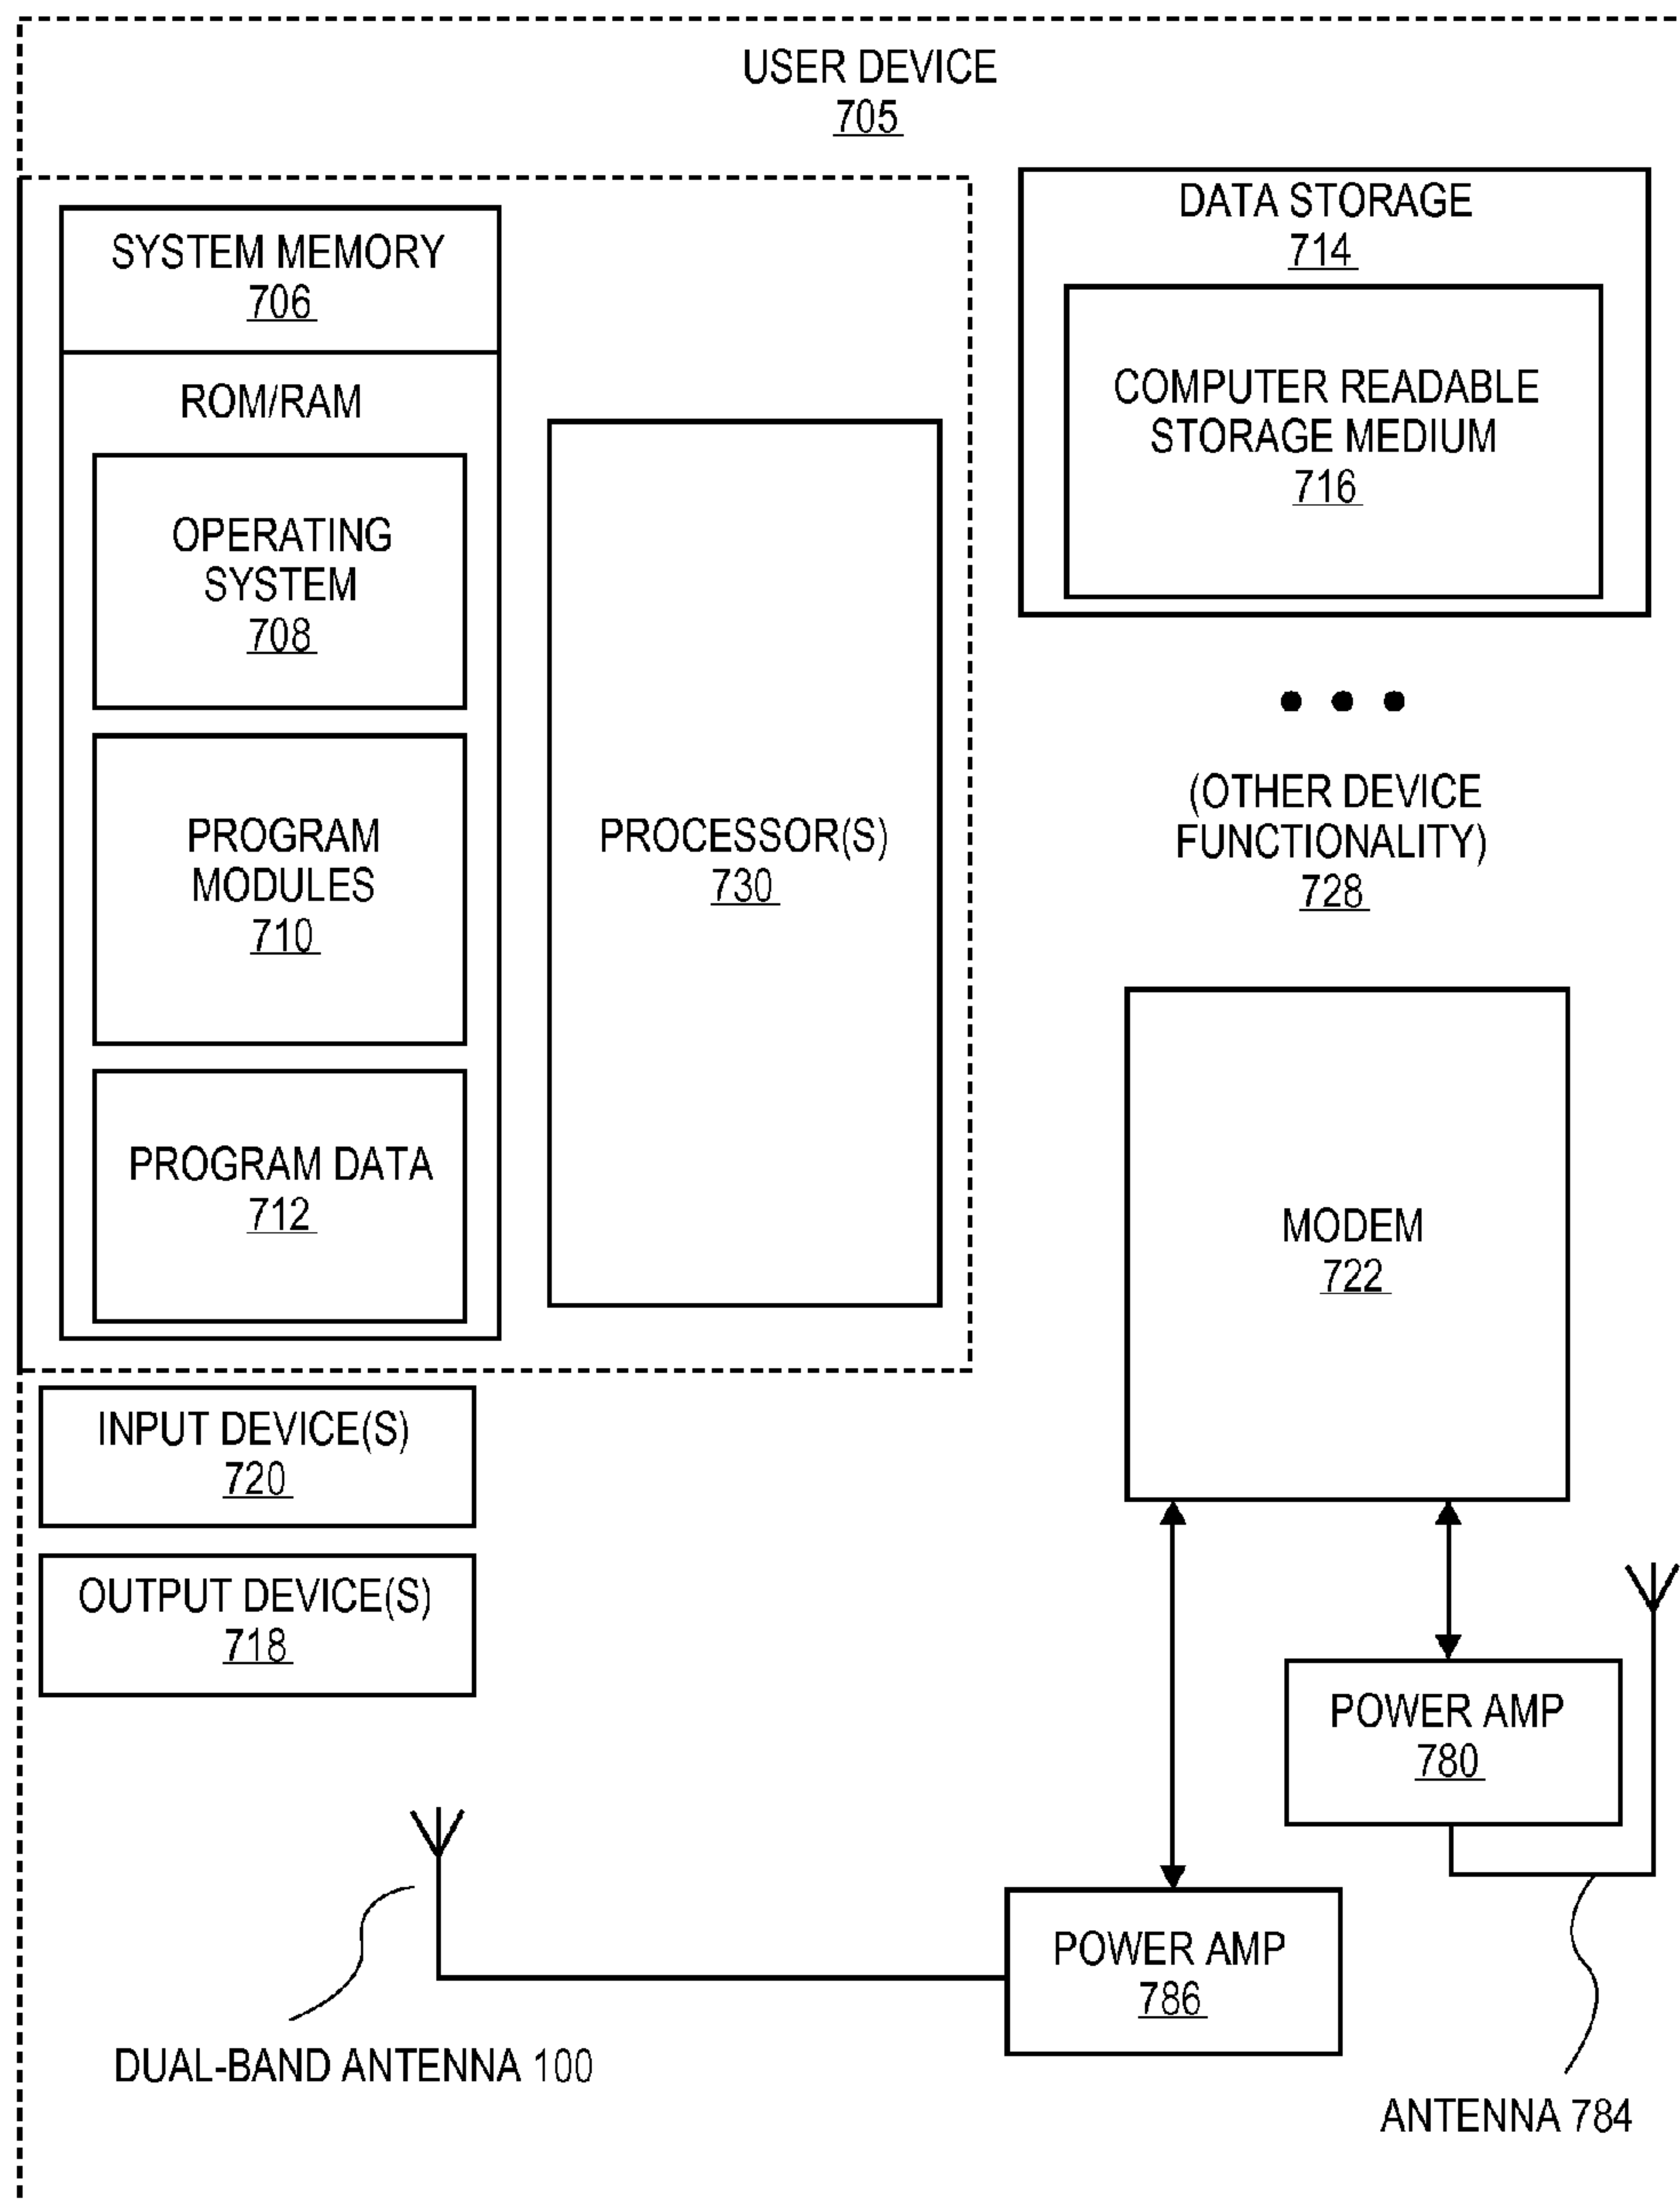 USER DEVICE
705
SYSTEM MEMORY
706
ROM/RAM
OPERATING
SYSTEM
708
PROGRAM
MODULES
710
PROGRAM DATA
712
PROCESSOR(S)
730
DATA STORAGE
714
COMPUTER READABLE
STORAGE MEDIUM
716
(OTHER DEVICE
FUNCTIONALITY)
728
MODEM
722
INPUT DEVICE(S)
720
OUTPUT DEVICE(S)
718
POWER AMP
780
POWER AMP
786
DUAL-BAND ANTENNA 100
ANTENNA 784